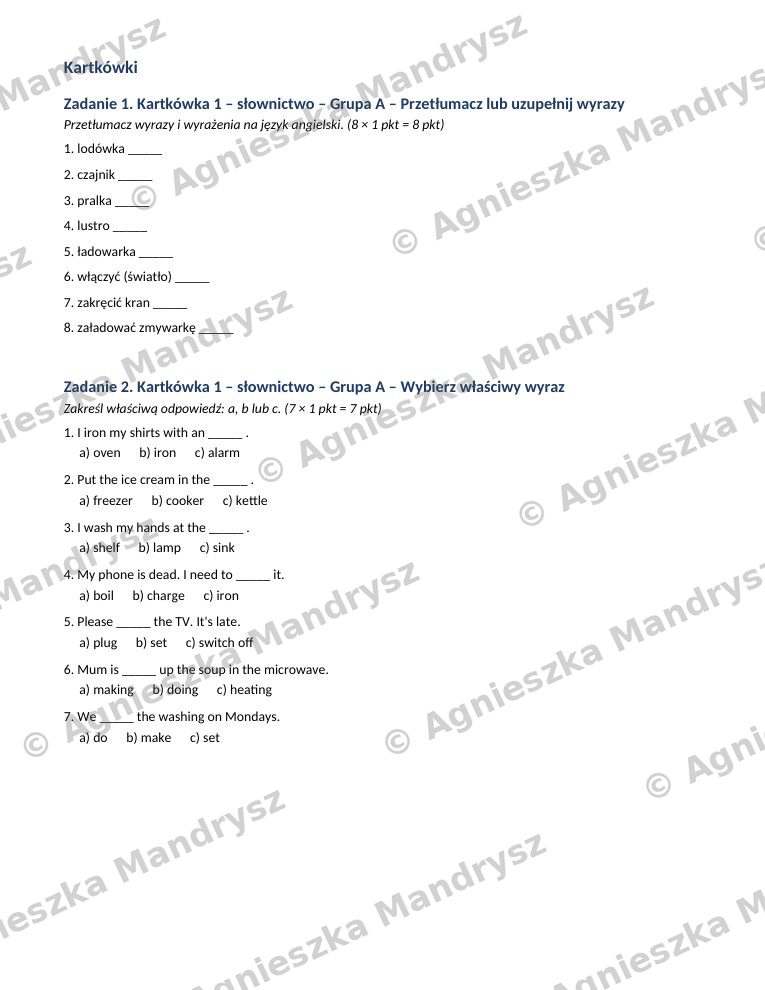 Kartkówki
Zadanie 1. Kartkówka 1 – słownictwo – Grupa A – Przetłumacz lub uzupełnij wyrazy
Przetłumacz wyrazy i wyrażenia na język angielski. (8 × 1 pkt = 8 pkt)
1. lodówka _____
2. czajnik _____
3. pralka _____
4. lustro _____
5. ładowarka _____
6. włączyć (światło) _____
7. zakręcić kran _____
8. załadować zmywarkę _____
Zadanie 2. Kartkówka 1 – słownictwo – Grupa A – Wybierz właściwy wyraz
Zakreśl właściwą odpowiedź: a, b lub c. (7 × 1 pkt = 7 pkt)
1. I iron my shirts with an _____ .
a) oven b) iron c) alarm
2. Put the ice cream in the _____ .
a) freezer b) cooker c) kettle
3. I wash my hands at the _____ .
a) shelf b) lamp c) sink
4. My phone is dead. I need to _____ it.
a) boil b) charge c) iron
5. Please _____ the TV. It's late.
a) plug b) set c) switch off
6. Mum is _____ up the soup in the microwave.
a) making b) doing c) heating
7. We _____ the washing on Mondays.
a) do b) make c) set
© Agnieszka Mandrysz